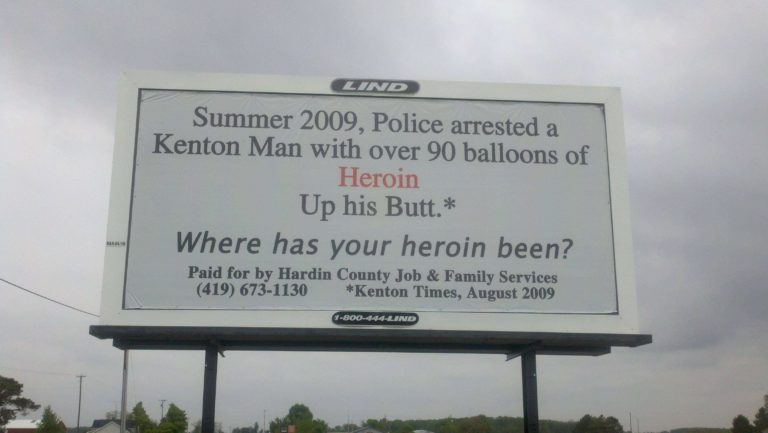 LIND
Summer 2009, Police arrested a
Kenton Man with over 90 balloons of
Heroin
Up his Butt.*
Where has your heroin been?
Paid for by Hardin County Job & Family Services
(419) 673-1130 *Kenton Times, August 2009
1-800-444-LIND